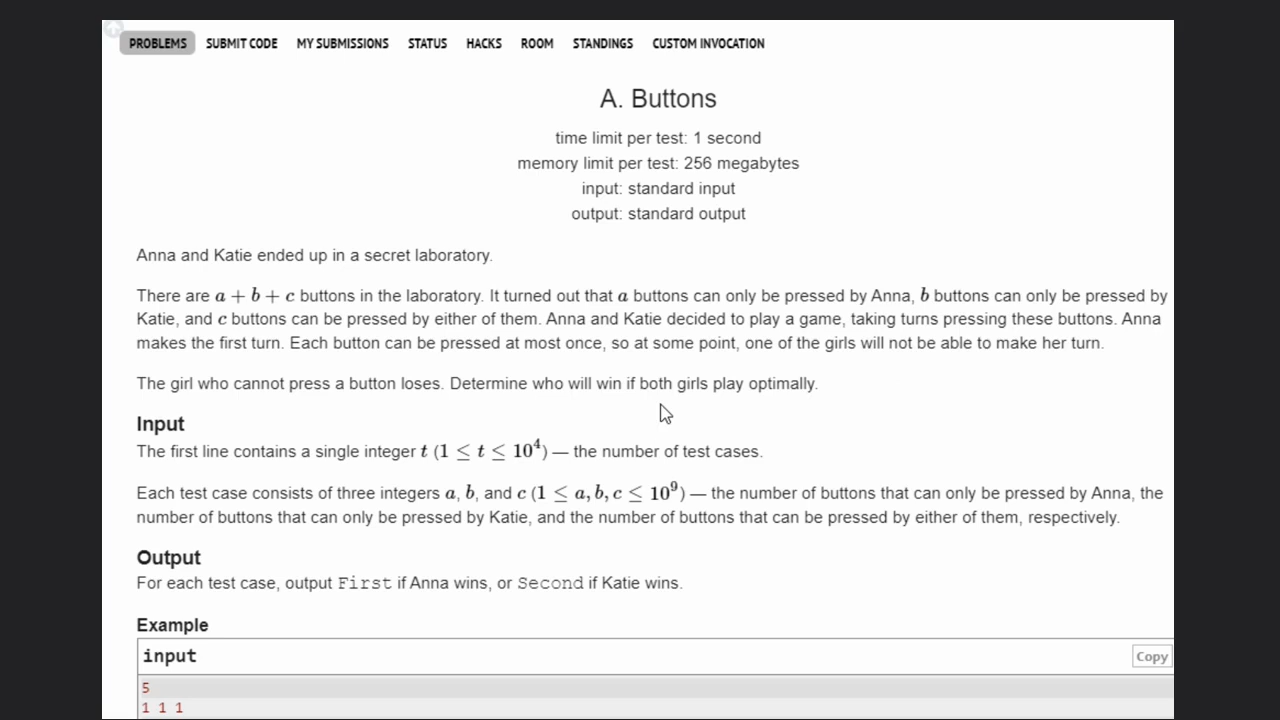 PROBLEMS SUBMIT CODE MY SUBMISSIONS STATUS HACKS ROOM STANDINGS CUSTOM INVOCATION
A. Buttons
time limit per test: 1 second
memory limit per test: 256 megabytes
input: standard input
output: standard output
Anna and Katie ended up in a secret laboratory.
There are a + b + c buttons in the laboratory. It turned out that a buttons can only be pressed by Anna, b buttons can only be pressed by
Katie, and c buttons can be pressed by either of them. Anna and Katie decided to play a game, taking turns pressing these buttons. Anna
makes the first turn. Each button can be pressed at most once, so at some point, one of the girls will not be able to make her turn.
The girl who cannot press a button loses. Determine who will win if both girls play optimally.
Input
The first line contains a single integer t (1 ≤ t ≤ 10⁴) — the number of test cases.
Each test case consists of three integers a, b, and c (1 ≤ a, b, c ≤ 10⁹) — the number of buttons that can only be pressed by Anna, the
number of buttons that can only be pressed by Katie, and the number of buttons that can be pressed by either of them, respectively.
Output
For each test case, output First if Anna wins, or Second if Katie wins.
Example
input Copy
5
1 1 1